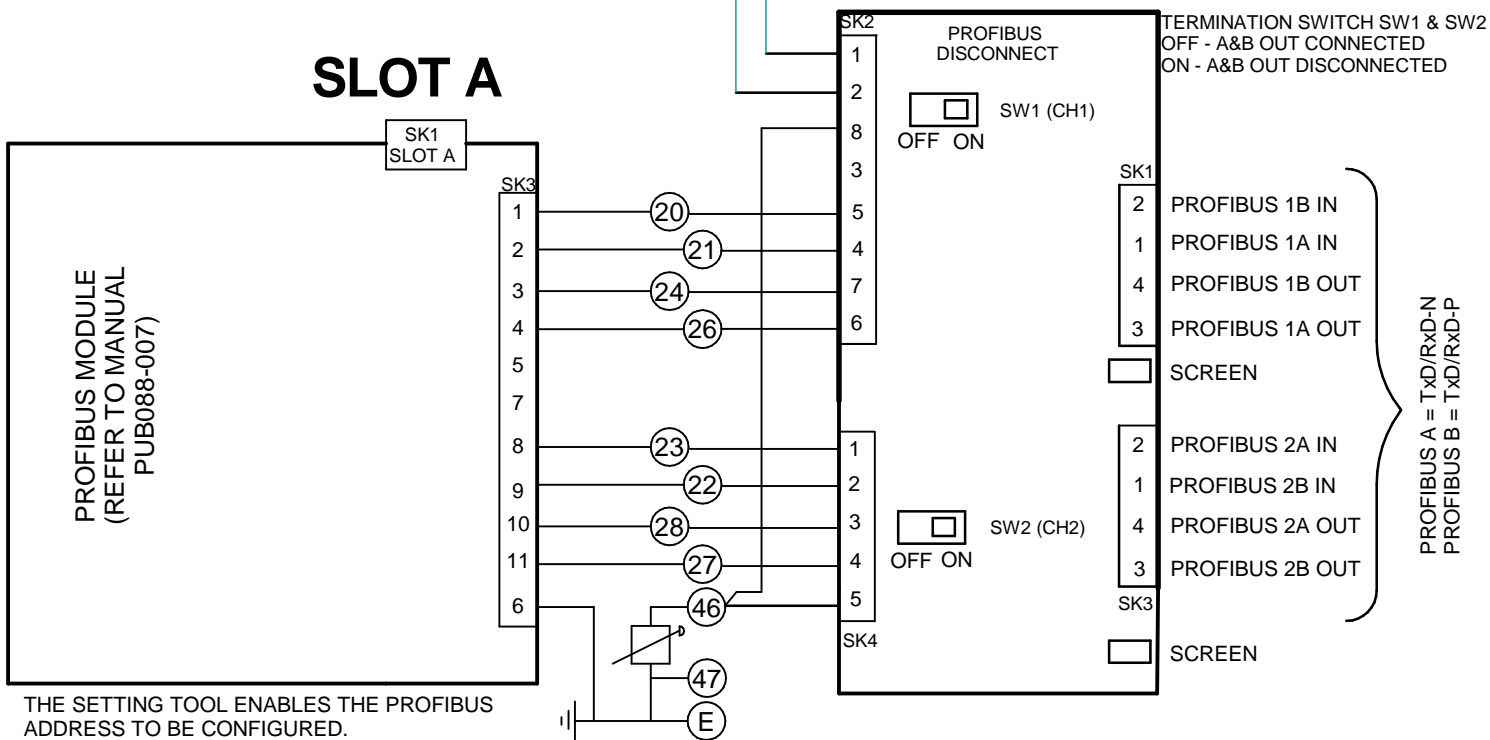 SLOT A
SK1
SLOT A
SK3
1
2
3
4
5
7
8
9
10
11
6
PROFIBUS MODULE
(REFER TO MANUAL
PUB088-007)
THE SETTING TOOL ENABLES THE PROFIBUS
ADDRESS TO BE CONFIGURED.
20
21
24
26
23
22
28
27
46
47
E
SK2
1
2
8
3
5
4
7
6
PROFIBUS
DISCONNECT
SW1 (CH1)
OFF ON
1
2
3
4
5
SK4
SW2 (CH2)
OFF ON
TERMINATION SWITCH SW1 & SW2
OFF - A&B OUT CONNECTED
ON - A&B OUT DISCONNECTED
SK1
2 PROFIBUS 1B IN
1 PROFIBUS 1A IN
4 PROFIBUS 1B OUT
3 PROFIBUS 1A OUT
SCREEN
2 PROFIBUS 2A IN
1 PROFIBUS 2B IN
4 PROFIBUS 2A OUT
3 PROFIBUS 2B OUT
SK3
SCREEN
PROFIBUS A = TxD/RxD-N
PROFIBUS B = TxD/RxD-P